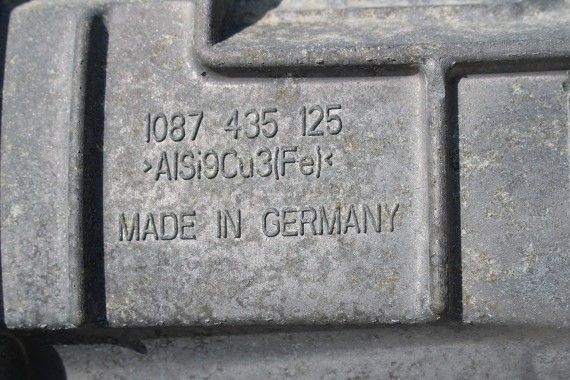 1087 435 125
>AlSi9Cu3(Fe)<
MADE IN GERMANY